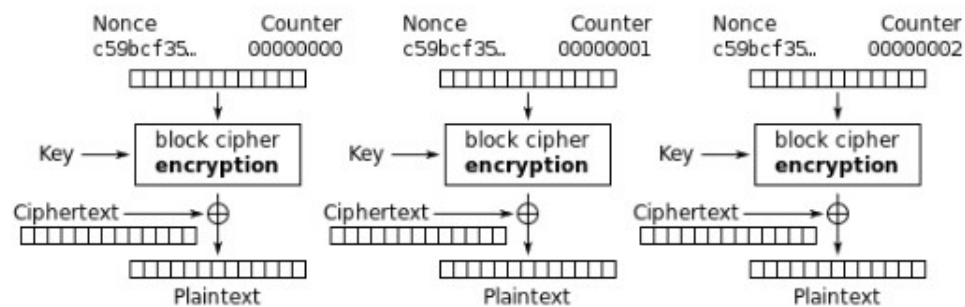 Nonce Counter Nonce Counter Nonce Counter
c59bcf35… 00000000 c59bcf35… 00000001 c59bcf35… 00000002
block cipher block cipher block cipher
Key encryption Key encryption Key encryption
Ciphertext Ciphertext Ciphertext
Plaintext Plaintext Plaintext